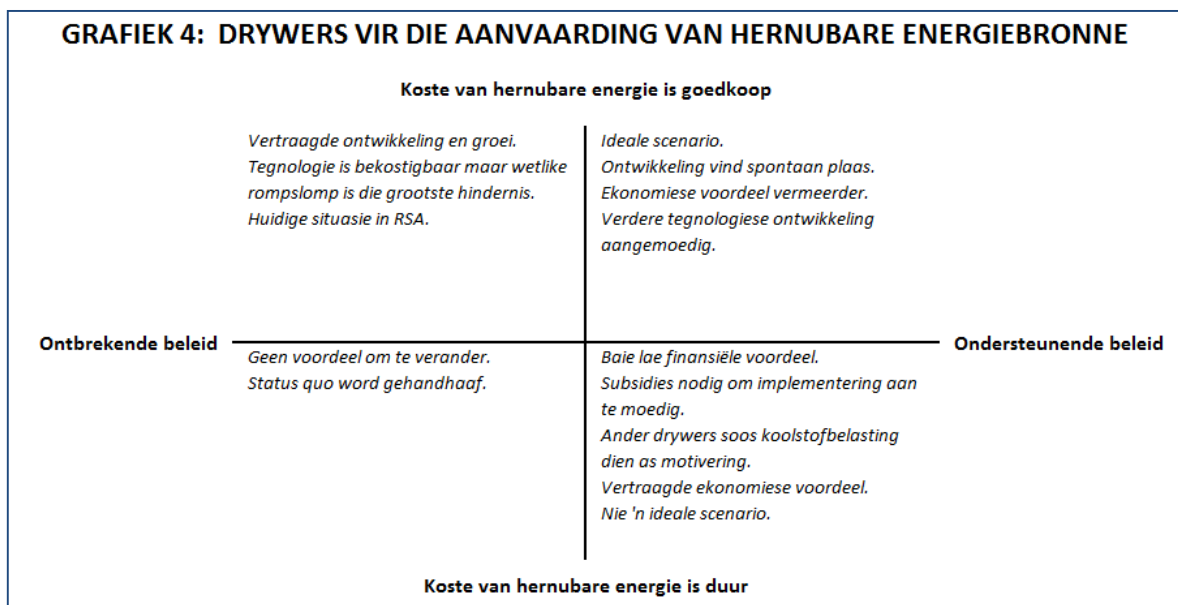 GRAFIEK 4: DRYWERS VIR DIE AANVAARDING VAN HERNUBARE ENERGIEBRONNE
Koste van hernubare energie is goedkoop
Vertraagde ontwikkeling en groei.
Tegnologie is bekostigbaar maar wetlike
rompslomp is die grootste hindernis.
Huidige situasie in RSA.
Ideale scenario.
Ontwikkeling vind spontaan plaas.
Ekonomiese voordeel vermeerder.
Verdere tegnologiese ontwikkeling
aangemoedig.
Ontbrekende beleid
Ondersteunende beleid
Geen voordeel om te verander.
Status quo word gehandhaaf.
Baie lae finansiële voordeel.
Subsidies nodig om implementering aan
te moedig.
Ander drywers soos koolstofbelasting
dien as motivering.
Vertraagde ekonomiese voordeel.
Nie 'n ideale scenario.
Koste van hernubare energie is duur